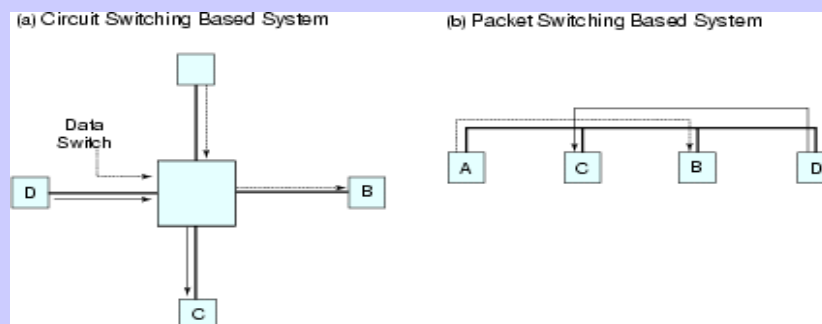 (a) Circuit Switching Based System
(b) Packet Switching Based System
Data
Switch
D
B
C
A
C
B
D